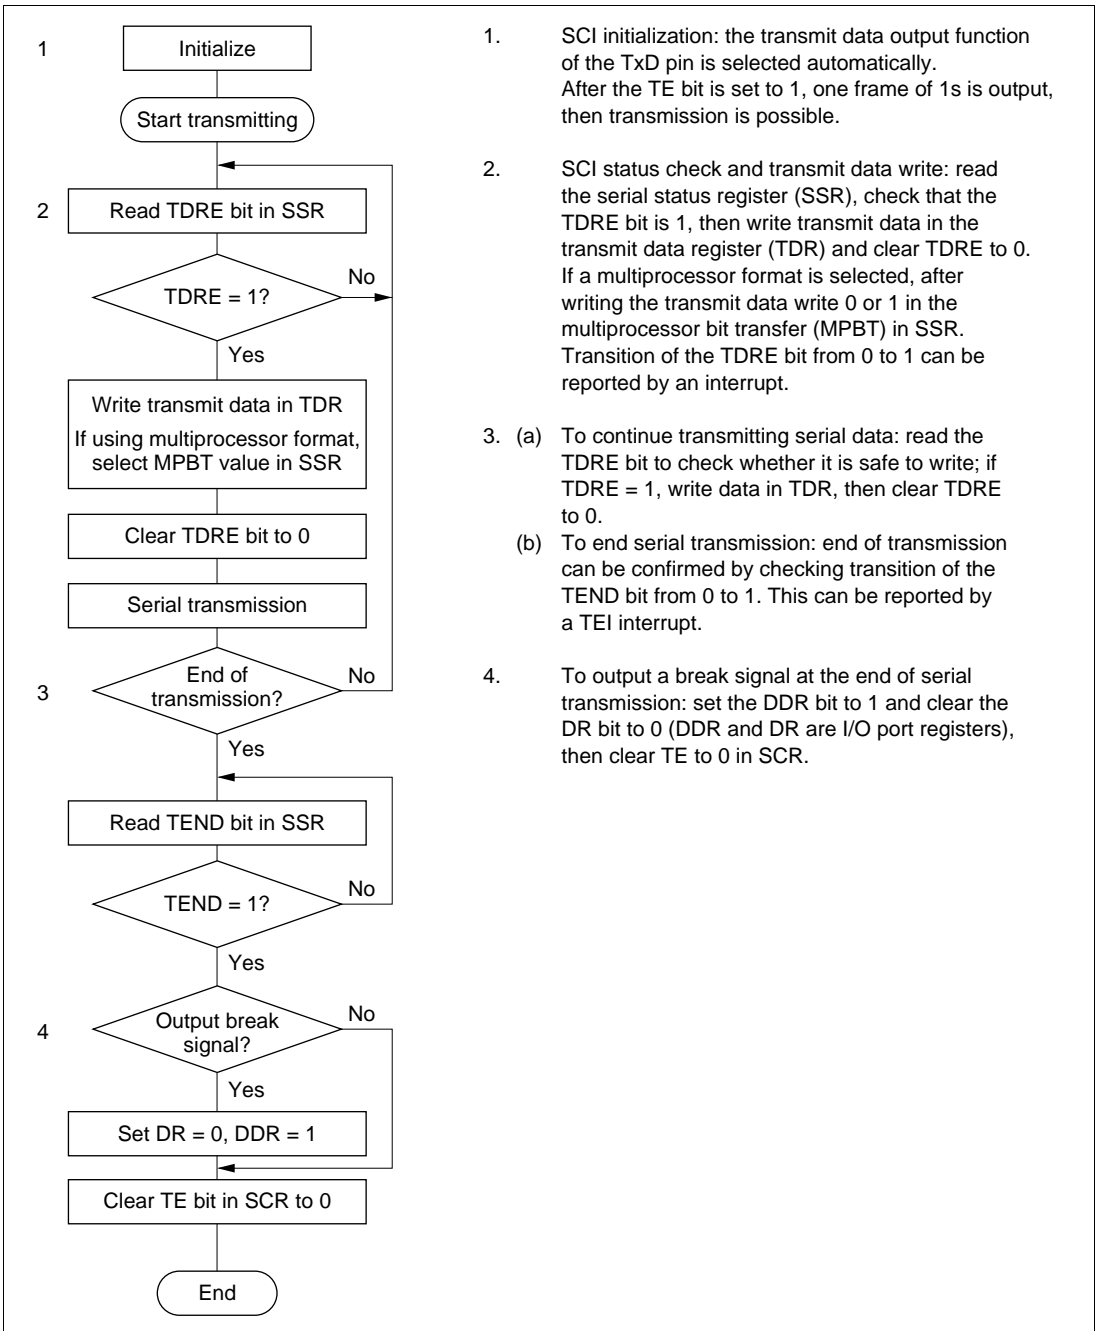 1
Initialize
Start transmitting
2
Read TDRE bit in SSR
TDRE = 1?
No
Yes
Write transmit data in TDR
If using multiprocessor format,
select MPBT value in SSR
Clear TDRE bit to 0
Serial transmission
3
End of
transmission?
No
Yes
Read TEND bit in SSR
TEND = 1?
No
Yes
4
Output break
signal?
No
Yes
Set DR = 0, DDR = 1
Clear TE bit in SCR to 0
End
1. SCI initialization: the transmit data output function
of the TxD pin is selected automatically.
After the TE bit is set to 1, one frame of 1s is output,
then transmission is possible.
2. SCI status check and transmit data write: read
the serial status register (SSR), check that the
TDRE bit is 1, then write transmit data in the
transmit data register (TDR) and clear TDRE to 0.
If a multiprocessor format is selected, after
writing the transmit data write 0 or 1 in the
multiprocessor bit transfer (MPBT) in SSR.
Transition of the TDRE bit from 0 to 1 can be
reported by an interrupt.
3. (a) To continue transmitting serial data: read the
TDRE bit to check whether it is safe to write; if
TDRE = 1, write data in TDR, then clear TDRE
to 0.
(b) To end serial transmission: end of transmission
can be confirmed by checking transition of the
TEND bit from 0 to 1. This can be reported by
a TEI interrupt.
4. To output a break signal at the end of serial
transmission: set the DDR bit to 1 and clear the
DR bit to 0 (DDR and DR are I/O port registers),
then clear TE to 0 in SCR.